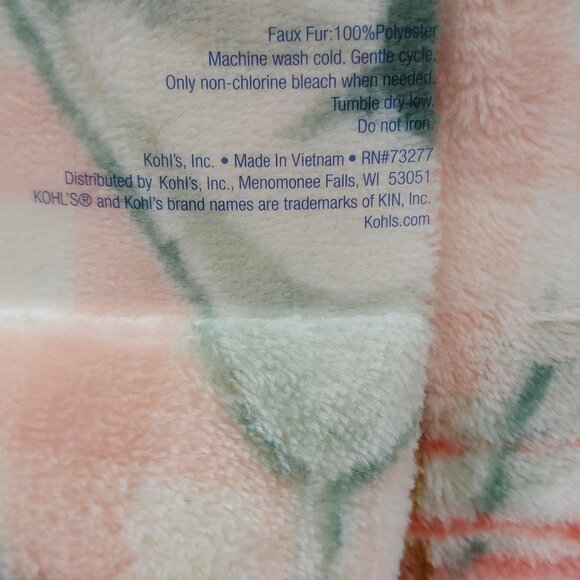 Faux Fur:100%Polyester
Machine wash cold. Gentle cycle.
Only non-chlorine bleach when needed.
Tumble dry low.
Do not iron.
Kohl's, Inc. • Made In Vietnam • RN#73277
Distributed by Kohl's, Inc., Menomonee Falls, WI 53051
KOHL'S® and Kohl's brand names are trademarks of KIN, Inc.
Kohls.com